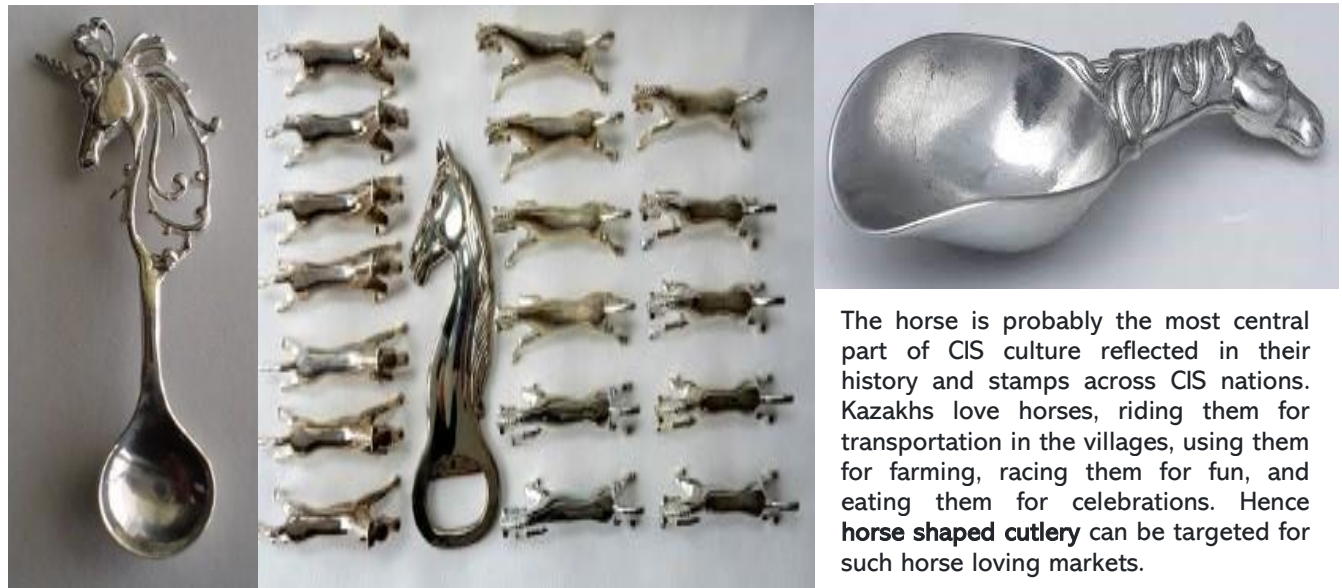 The horse is probably the most central
part of CIS culture reflected in their
history and stamps across CIS nations.
Kazakhs love horses, riding them for
transportation in the villages, using them
for farming, racing them for fun, and
eating them for celebrations. Hence
horse shaped cutlery can be targeted for
such horse loving markets.